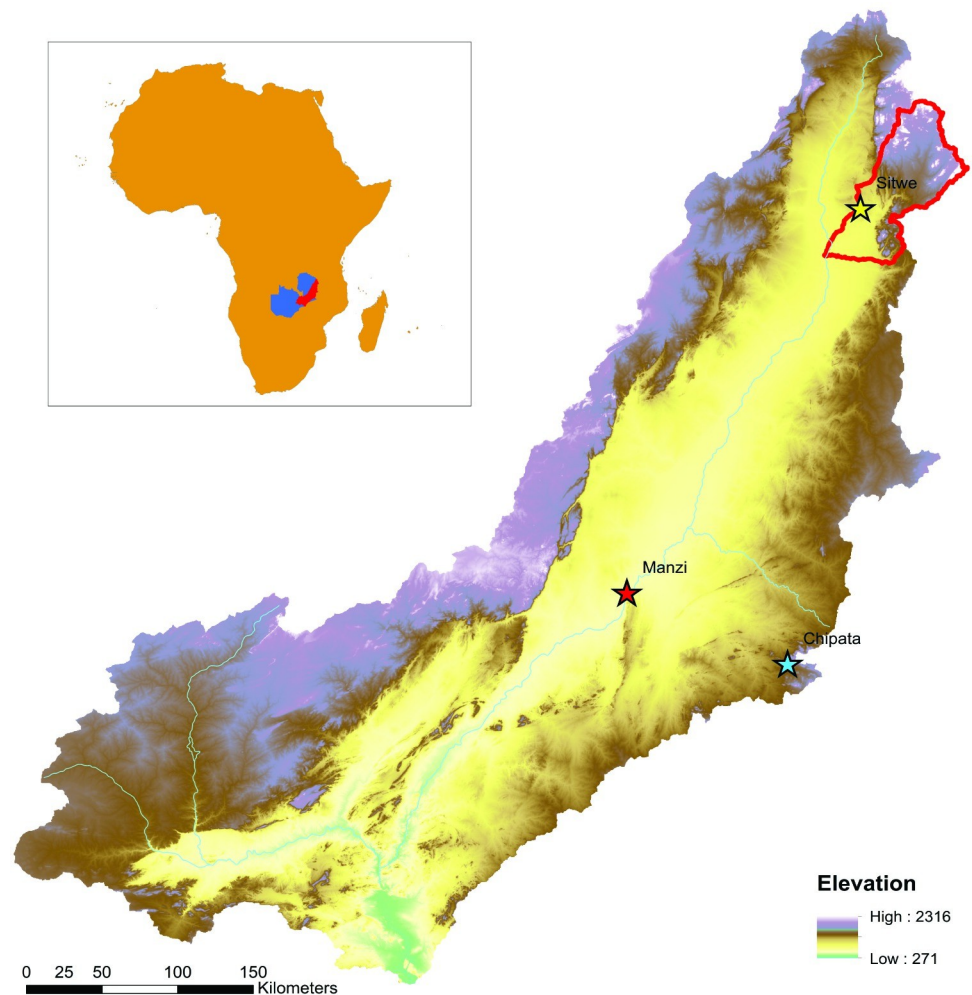 Sitwe
Manzi
Chipata
Elevation
High : 2316
Low : 271
0 25 50 100 150
Kilometers